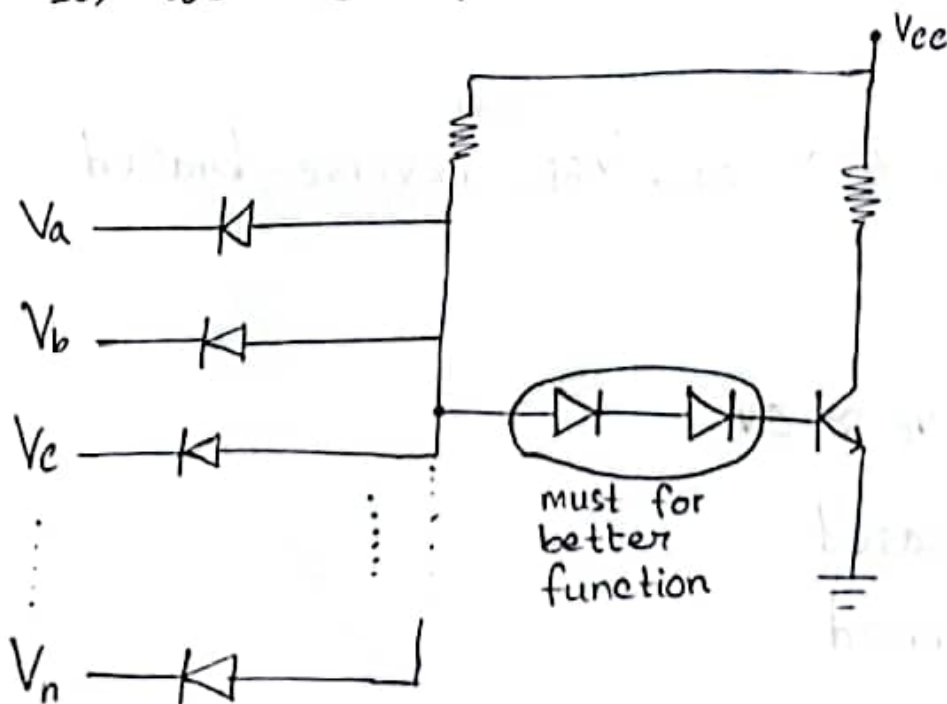 Vcc
Va
Vb
Vc
must for
better
function
Vn